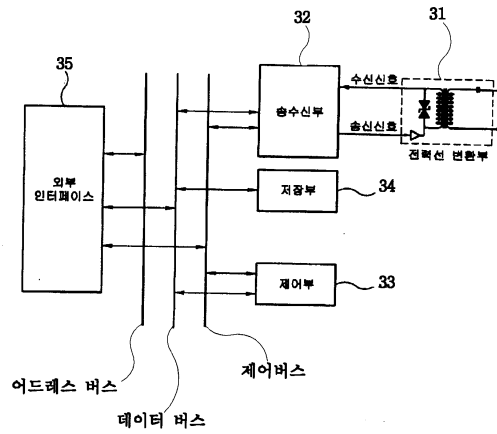 31
32
35
수신신호
송수신부
송신신호
전력선 변환부
외부
인터페이스
저장부
34
제어부
33
어드레스 버스
제어버스
데이터 버스